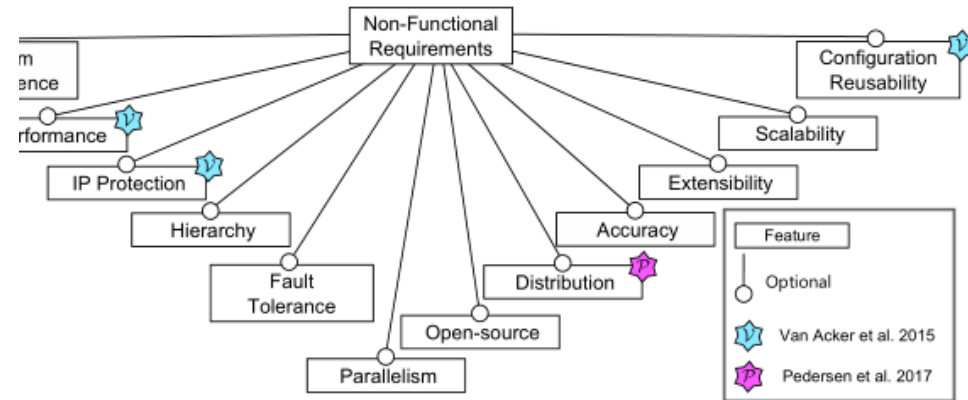 Non-Functional
Requirements
m
ence
Configuration
Reusability
V
rformance
V
Scalability
IP Protection
V
Extensibility
Hierarchy
Accuracy
Feature
Fault
Tolerance
Distribution
P
Optional
Open-source
V
Van Acker et al. 2015
Parallelism
P
Pedersen et al. 2017